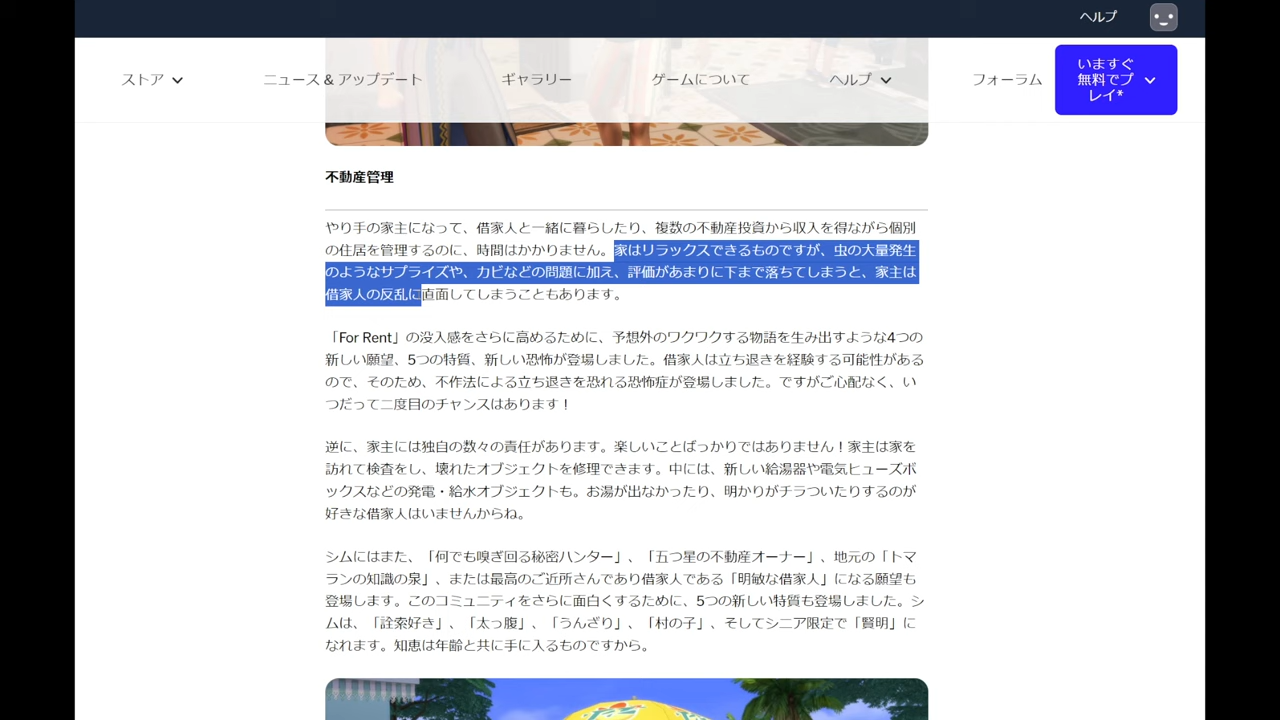 ヘルプ
ストア
ニュース & アップデート
ギャラリー
ゲームについて
ヘルプ
フォーラム
いますぐ
無料でプ
レイ*
不動産管理
やり手の家主になって、借家人と一緒に暮らしたり、複数の不動産投資から収入を得ながら個別
の住居を管理するのに、時間はかかりません。家はリラックスできるものですが、虫の大量発生
のようなサプライズや、カビなどの問題に加え、評価があまりに下まで落ちてしまうと、家主は
借家人の反乱に直面してしまうこともあります。
「For Rent」の没入感をさらに高めるために、予想外のワクワクする物語を生み出すような4つの
新しい願望、5つの特質、新しい恐怖が登場しました。借家人は立ち退きを経験する可能性がある
ので、そのため、不作法による立ち退きを恐れる恐怖症が登場しました。ですがご心配なく、い
つだって二度目のチャンスはあります！
逆に、家主には独自の数々の責任があります。楽しいことばっかりではありません！家主は家を
訪れて検査をし、壊れたオブジェクトを修理できます。中には、新しい給湯器や電気ヒューズボ
ックスなどの発電・給水オブジェクトも。お湯が出なかったり、明かりがチラついたりするのが
好きな借家人はいませんからね。
シムにはまた、「何でも嗅ぎ回る秘密ハンター」、「五つ星の不動産オーナー」、地元の「トマ
ランの知識の泉」、または最高のご近所さんであり借家人である「明敏な借家人」になる願望も
登場します。このコミュニティをさらに面白くするために、5つの新しい特質も登場しました。シ
ムは、「詮索好き」、「太っ腹」、「うんざり」、「村の子」、そしてシニア限定で「賢明」に
なれます。知恵は年齢と共に手に入るものですから。